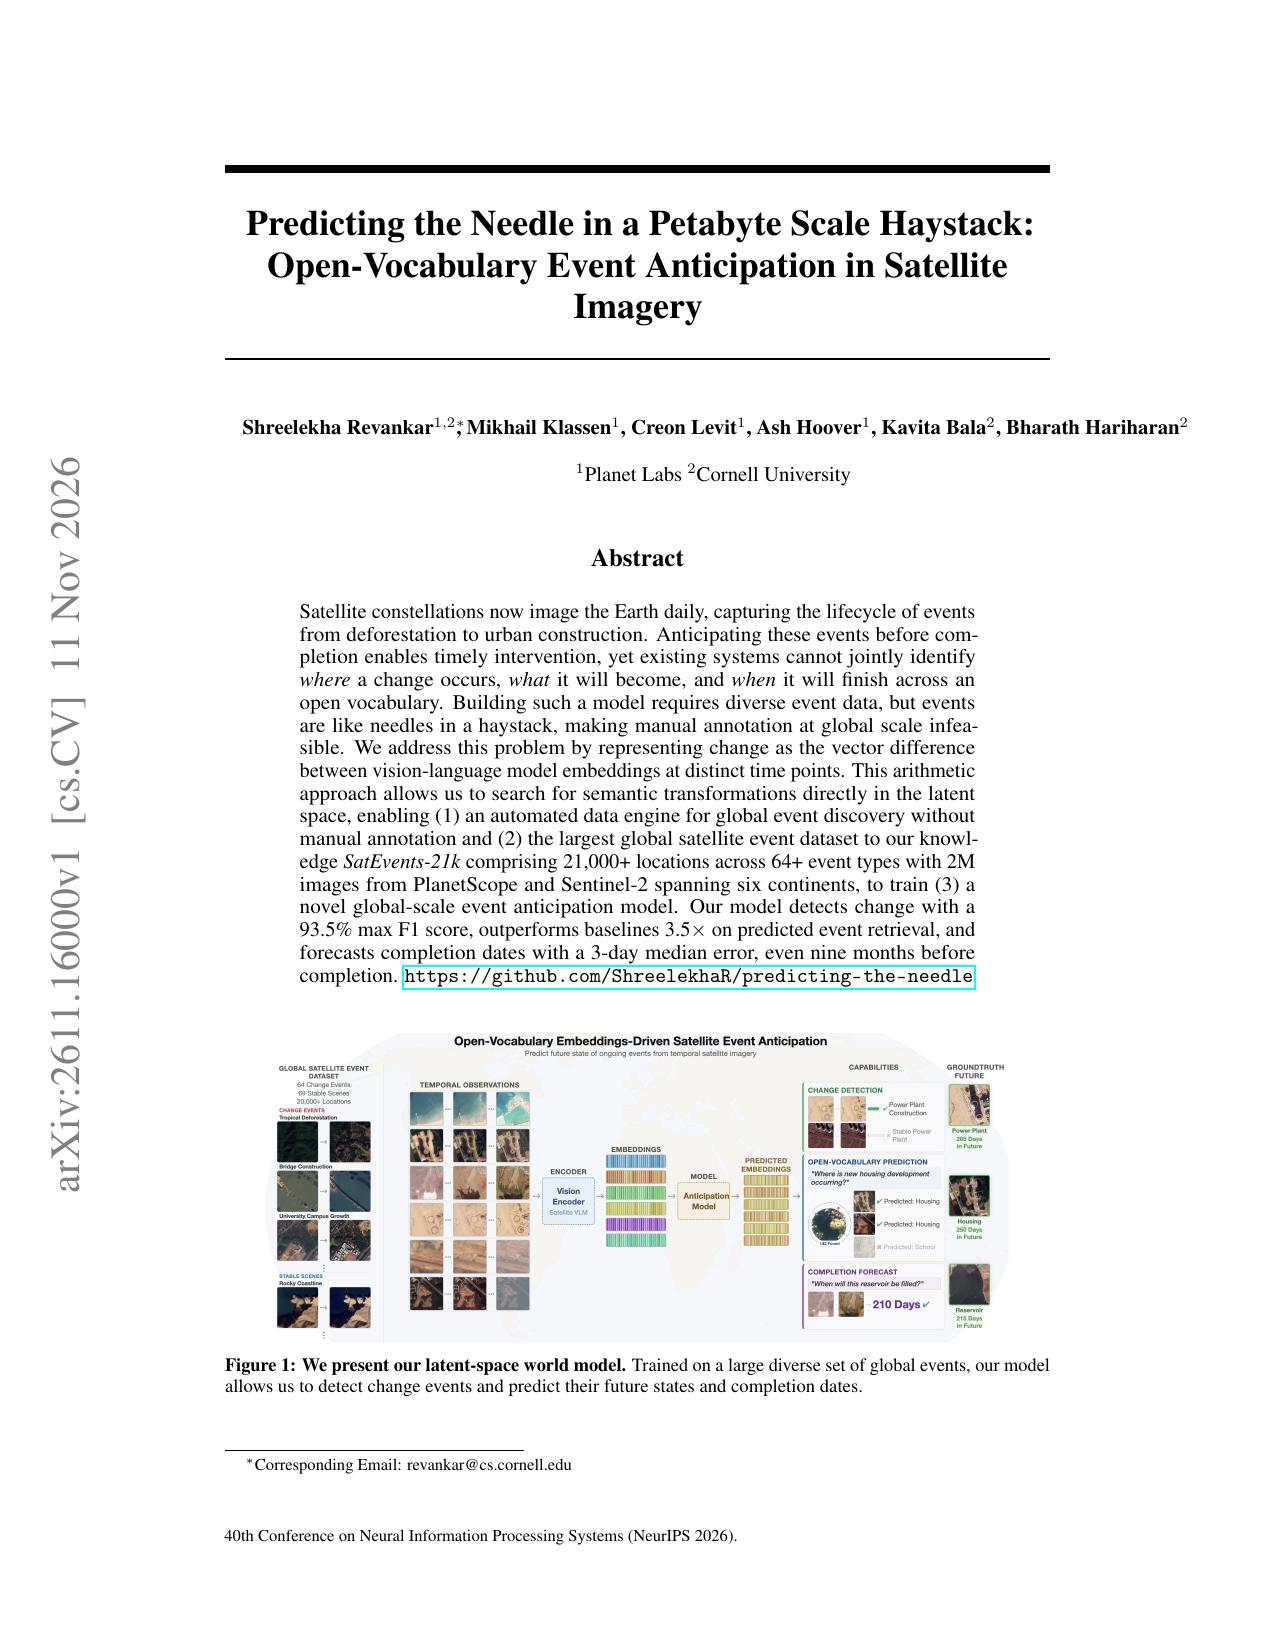 arXiv:2611.16000v1 [cs.CV] 11 Nov 2026
Predicting the Needle in a Petabyte Scale Haystack:
Open-Vocabulary Event Anticipation in Satellite
Imagery
Shreelekha Revankar1,2*, Mikhail Klassen1, Creon Levit1, Ash Hoover1, Kavita Bala2, Bharath Hariharan2
1Planet Labs 2Cornell University
Abstract
Satellite constellations now image the Earth daily, capturing the lifecycle of events
from deforestation to urban construction. Anticipating these events before com-
pletion enables timely intervention, yet existing systems cannot jointly identify
where a change occurs, what it will become, and when it will finish across an
open vocabulary. Building such a model requires diverse event data, but events
are like needles in a haystack, making manual annotation at global scale infea-
sible. We address this problem by representing change as the vector difference
between vision-language model embeddings at distinct time points. This arithmetic
approach allows us to search for semantic transformations directly in the latent
space, enabling (1) an automated data engine for global event discovery without
manual annotation and (2) the largest global satellite event dataset to our knowl-
edge SatEvents-21k comprising 21,000+ locations across 64+ event types with 2M
images from PlanetScope and Sentinel-2 spanning six continents, to train (3) a
novel global-scale event anticipation model. Our model detects change with a
93.5% max F1 score, outperforms baselines 3.5× on predicted event retrieval, and
forecasts completion dates with a 3-day median error, even nine months before
completion. https://github.com/ShreelekhaR/predicting-the-needle
Open-Vocabulary Embeddings-Driven Satellite Event Anticipation
Predict future state of ongoing events from temporal satellite imagery
GLOBAL SATELLITE EVENT
DATASET
64 Change Events
69 Stable Scenes
20,000+ Locations
CHANGE EVENTS
Tropical Deforestation
Bridge Construction
University Campus Growth
STABLE SCENES
Rocky Coastline
TEMPORAL OBSERVATIONS
ENCODER
Vision
Encoder
Satellite VLM
EMBEDDINGS
MODEL
Anticipation
Model
PREDICTED
EMBEDDINGS
CAPABILITIES
CHANGE DETECTION
Power Plant
Construction
Stable Power
Plant
OPEN-VOCABULARY PREDICTION
"Where is new housing development
occurring?"
✔ Predicted: Housing
✔ Predicted: Housing
✖ Predicted: School
142 Found
COMPLETION FORECAST
"When will this reservoir be filled?"
210 Days ✔
GROUNDTRUTH
FUTURE
Power Plant
265 Days
in Future
Housing
250 Days
in Future
Reservoir
215 Days
in Future
Figure 1: We present our latent-space world model. Trained on a large diverse set of global events, our model
allows us to detect change events and predict their future states and completion dates.
*Corresponding Email: revankar@cs.cornell.edu
40th Conference on Neural Information Processing Systems (NeurIPS 2026).